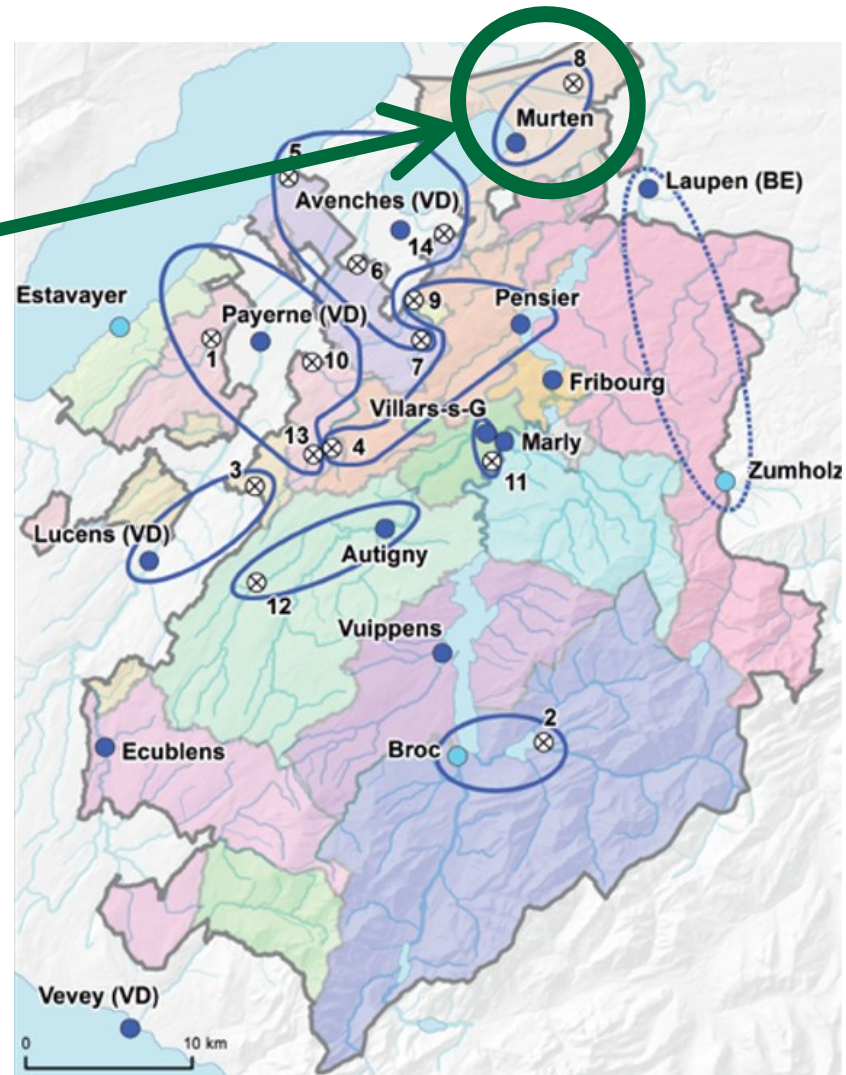 8
Murten
5
Laupen (BE)
Avenches (VD)
14
6
Estavayer
9
Pensier
Payerne (VD)
1
10
7
Fribourg
Villars-s-G
13
4
Marly
3
11
Zumholz
Lucens (VD)
Autigny
12
Vuippens
2
Ecublens
Broc
Vevey (VD)
0
10 km